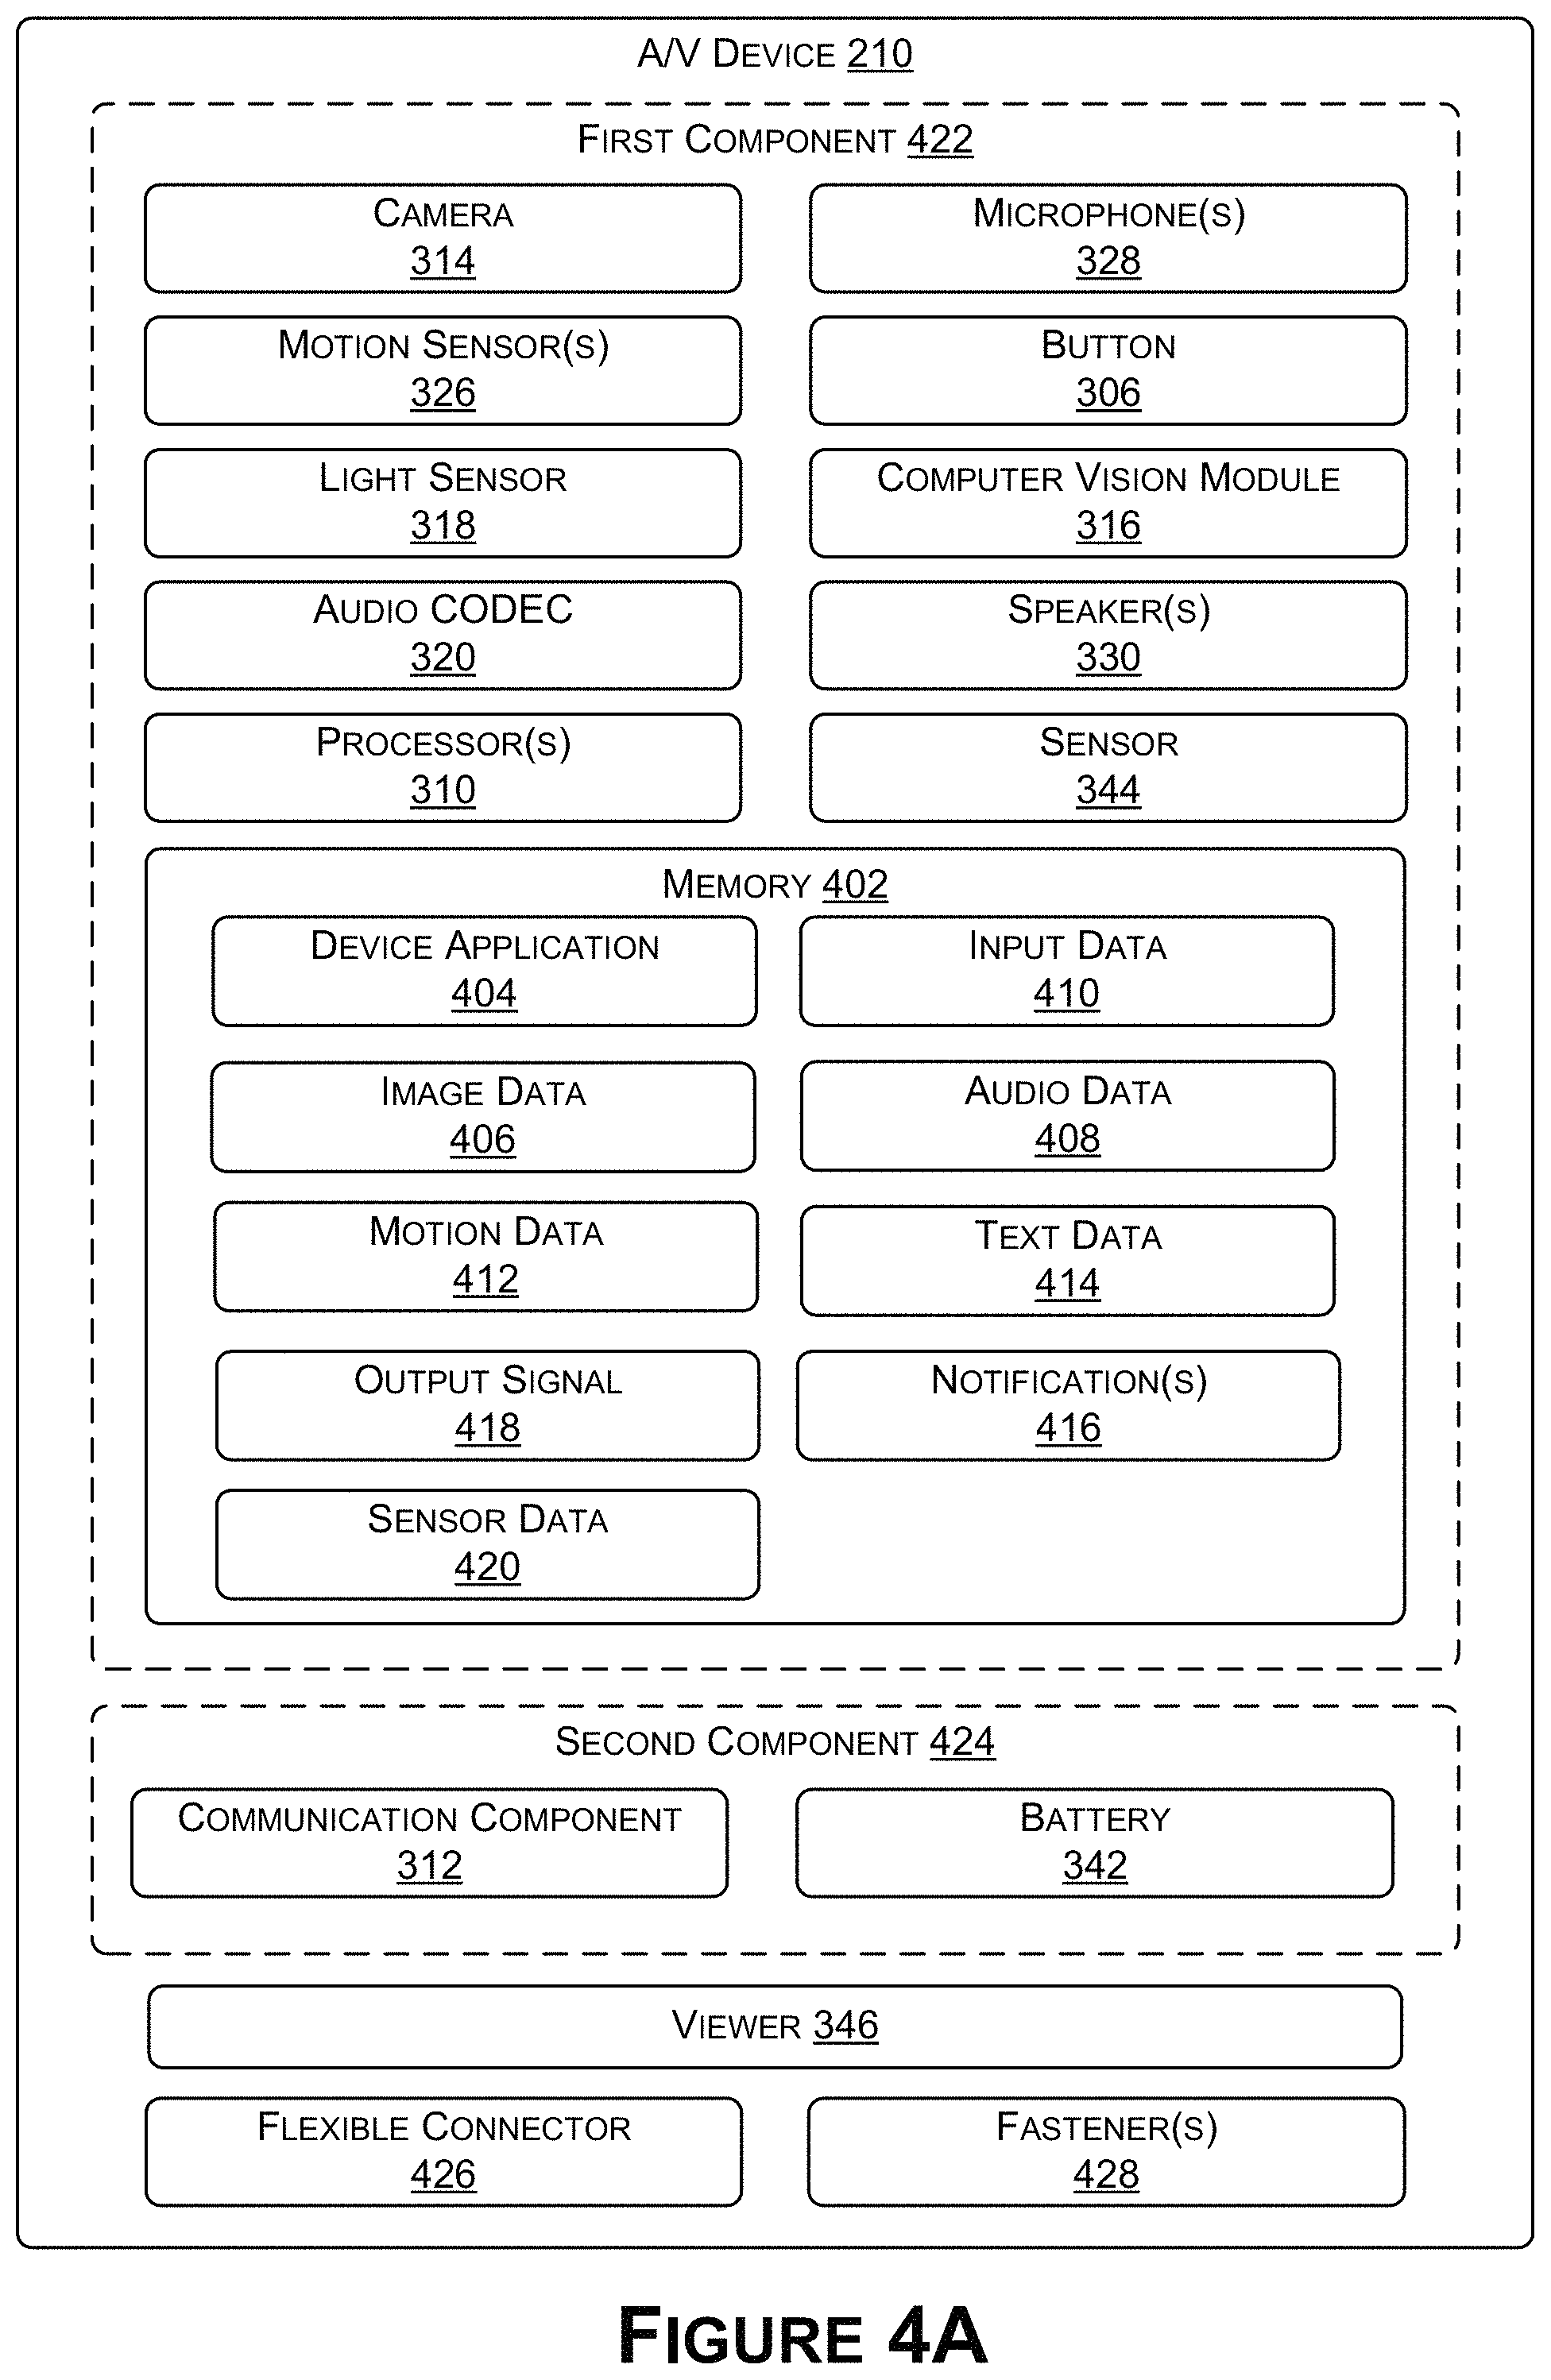 A/V DEVICE 210
FIRST COMPONENT 422
CAMERA
314
MICROPHONE(S)
328
MOTION SENSOR(S)
326
BUTTON
306
LIGHT SENSOR
318
COMPUTER VISION MODULE
316
AUDIO CODEC
320
SPEAKER(S)
330
PROCESSOR(S)
310
SENSOR
344
MEMORY 402
DEVICE APPLICATION
404
INPUT DATA
410
IMAGE DATA
406
AUDIO DATA
408
MOTION DATA
412
TEXT DATA
414
OUTPUT SIGNAL
418
NOTIFICATION(S)
416
SENSOR DATA
420
SECOND COMPONENT 424
COMMUNICATION COMPONENT
312
BATTERY
342
VIEWER 346
FLEXIBLE CONNECTOR
426
FASTENER(S)
428
FIGURE 4A